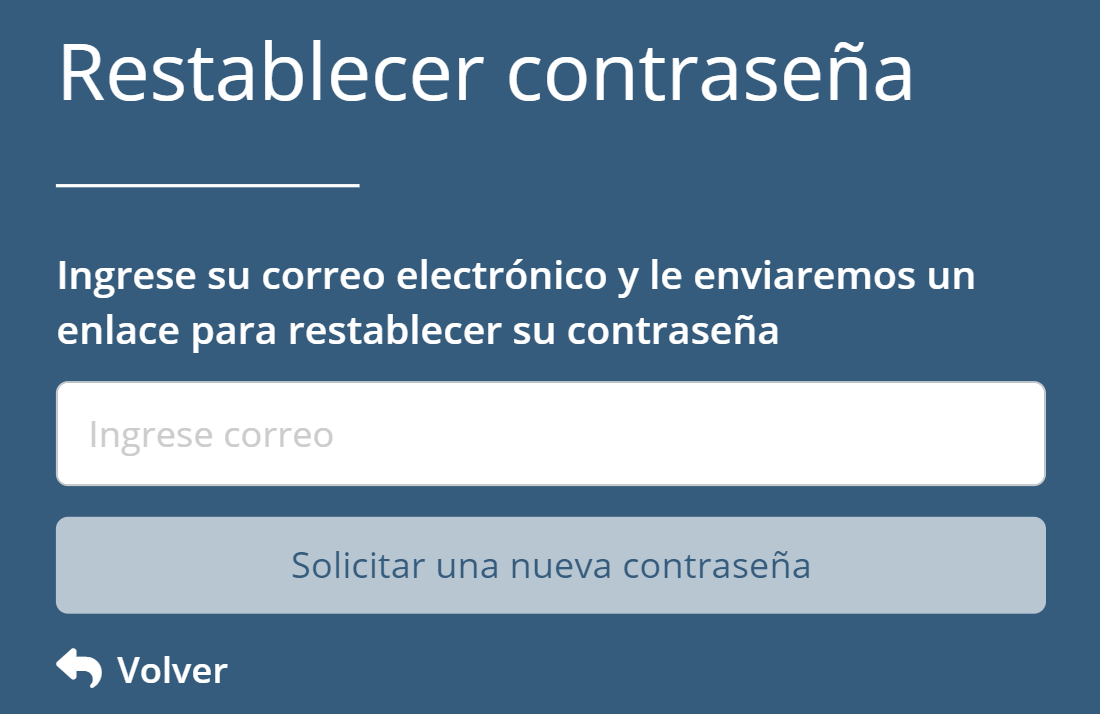 Restablecer contraseña
Ingrese su correo electrónico y le enviaremos un
enlace para restablecer su contraseña
Ingrese correo
Solicitar una nueva contraseña
Volver